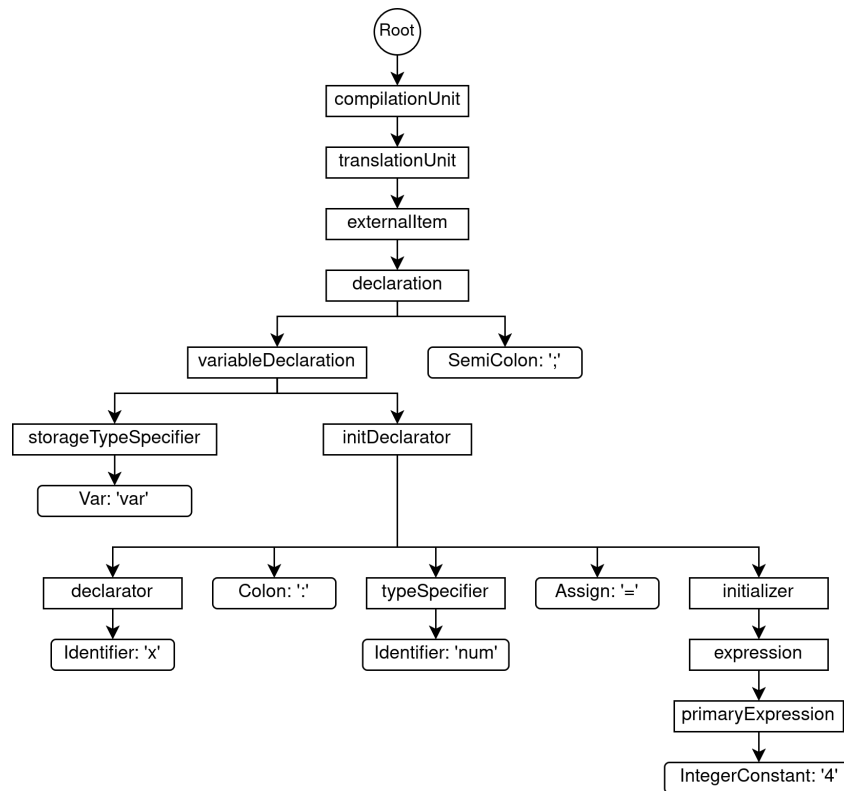 Root
compilationUnit
translationUnit
externalItem
declaration
variableDeclaration
SemiColon: ';'
storageTypeSpecifier
initDeclarator
Var: 'var'
declarator
Colon: ':'
typeSpecifier
Assign: '='
initializer
Identifier: 'x'
Identifier: 'num'
expression
primaryExpression
IntegerConstant: '4'